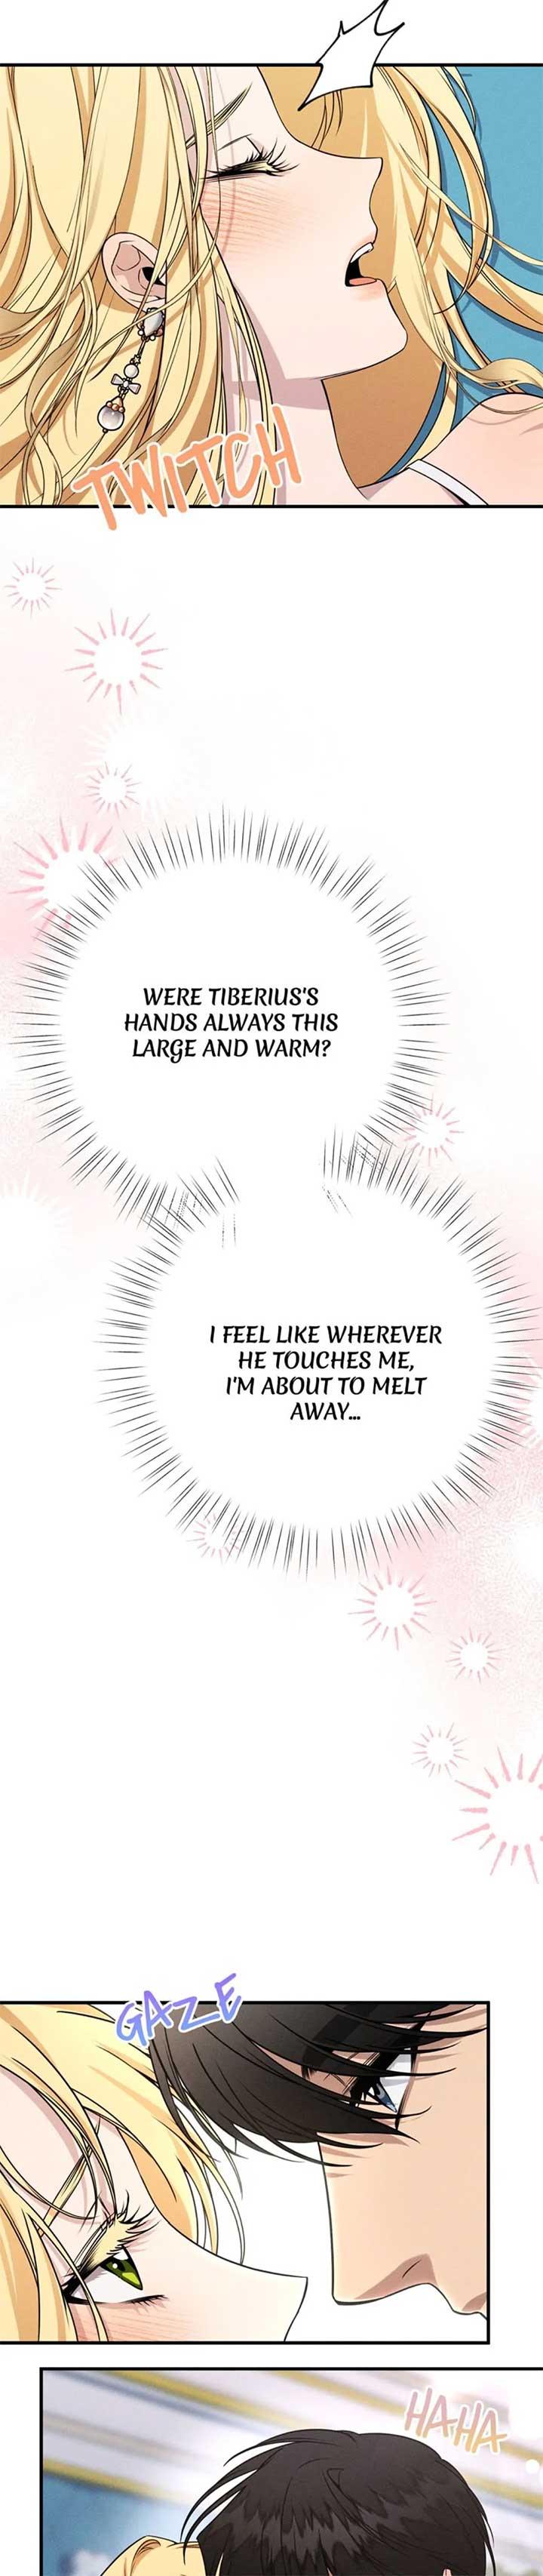 TWITCH
WERE TIBERIUS'S
HANDS ALWAYS THIS
LARGE AND WARM?
I FEEL LIKE WHEREVER
HE TOUCHES ME,
I'M ABOUT TO MELT
AWAY...
GAZE
HAHA